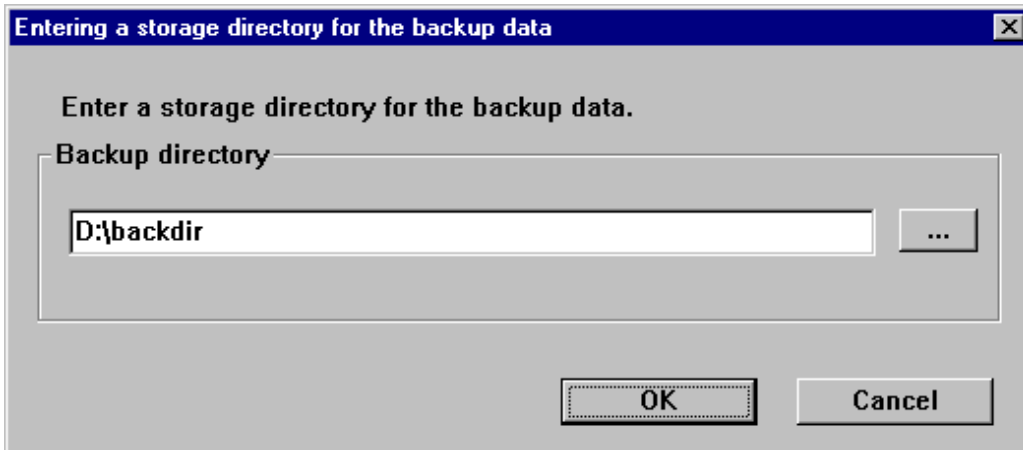 Entering a storage directory for the backup data
Enter a storage directory for the backup data.
Backup directory
D:\backdir
...
OK
Cancel